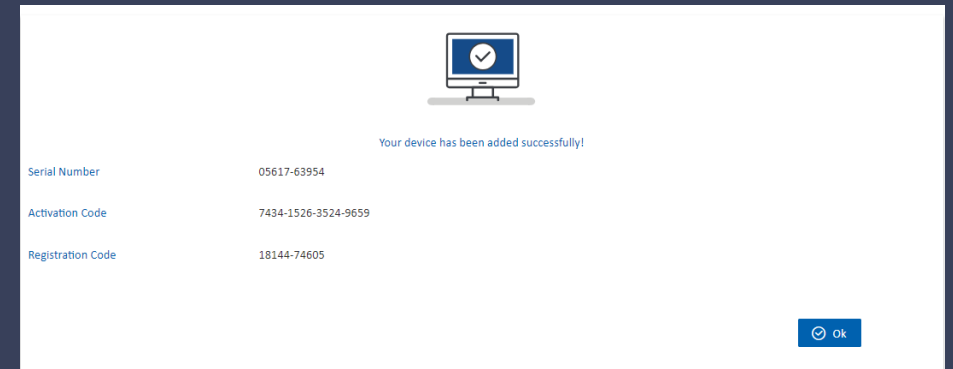 Your device has been added successfully!
Serial Number 05617-63954
Activation Code 7434-1526-3524-9659
Registration Code 18144-74605
Ok